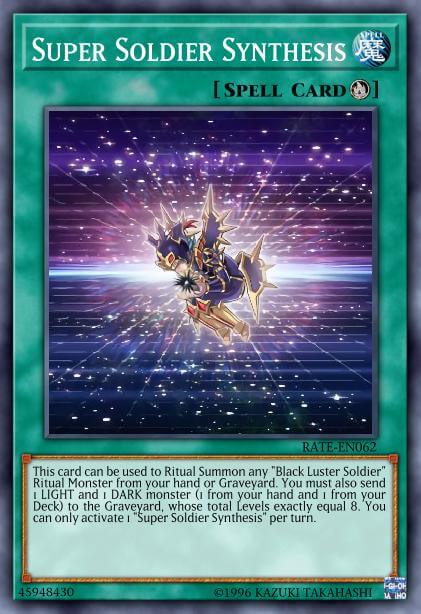 SUPER SOLDIER SYNTHESIS
[SPELL CARD]
RATE-EN062
This card can be used to Ritual Summon any "Black Luster Soldier"
Ritual Monster from your hand or Graveyard. You must also send
1 LIGHT and 1 DARK monster (1 from your hand and 1 from your
Deck) to the Graveyard, whose total Levels exactly equal 8. You
can only activate 1 "Super Soldier Synthesis" per turn.
45948430
©1996 KAZUKI TAKAHASHI